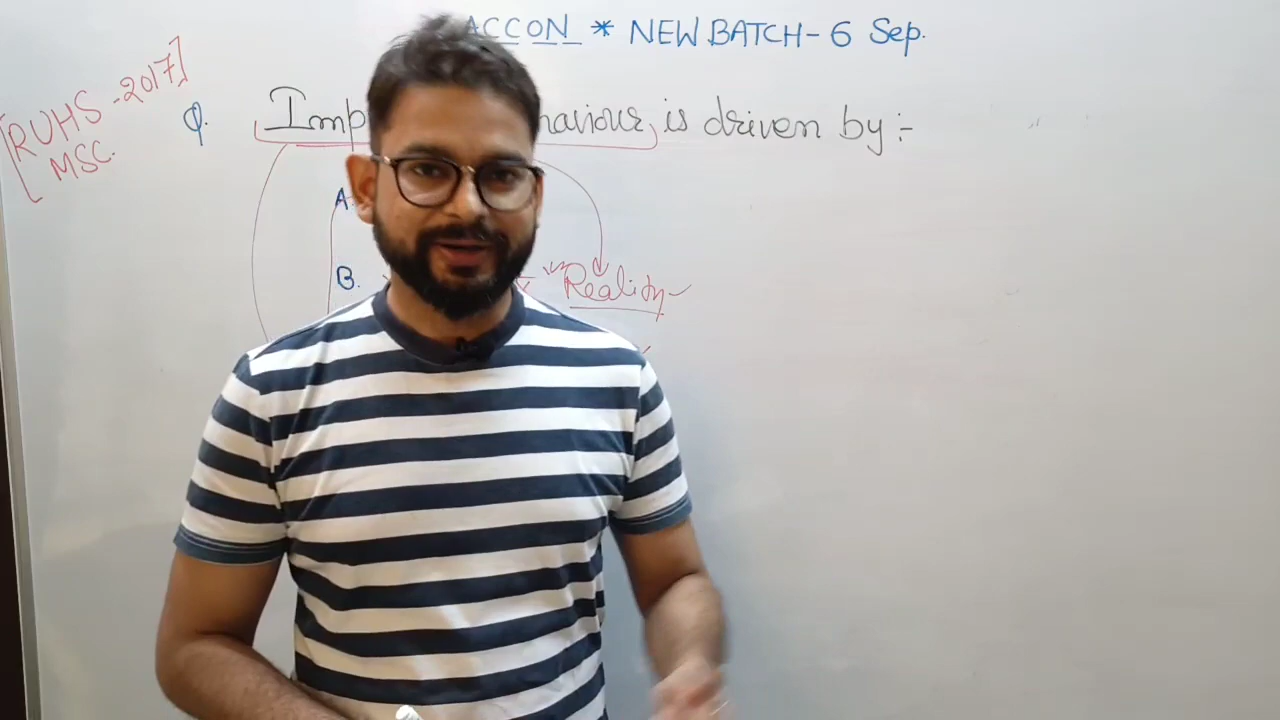 ACCON * NEW BATCH - 6 Sep.
[RUHS - 2017]
MSC.
Q. Imp haviour, is driven by :-
A.
B. Reality